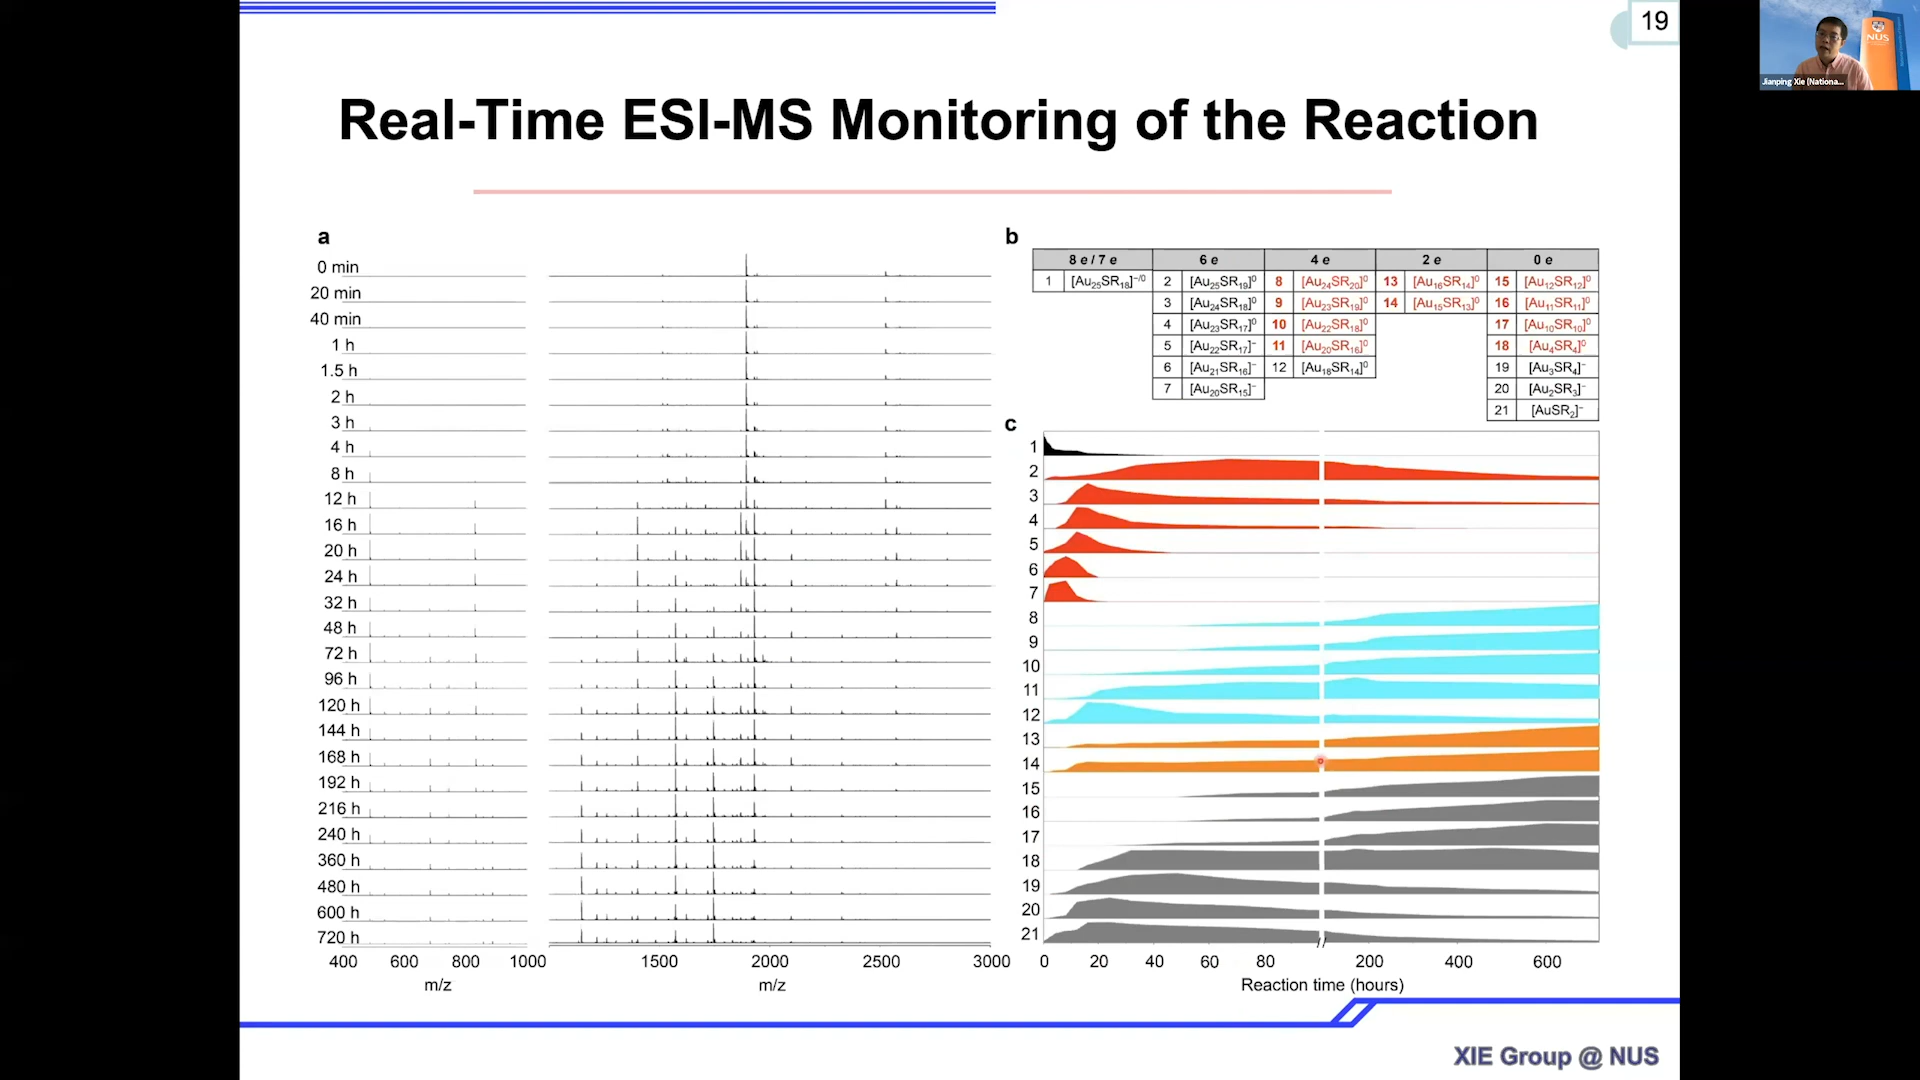 19
NUS
Jianping Xie (Nationa...
Real-Time ESI-MS Monitoring of the Reaction
a
0 min
20 min
40 min
1 h
1.5 h
2 h
3 h
4 h
8 h
12 h
16 h
20 h
24 h
32 h
48 h
72 h
96 h
120 h
144 h
168 h
192 h
216 h
240 h
360 h
480 h
600 h
720 h
400 600 800 1000 1500 2000 2500 3000
m/z m/z
b
8 e / 7 e 6 e 4 e 2 e 0 e
1 [Au₂₅SR₁₈]⁻/⁰ 2 [Au₂₅SR₁₉]⁰ 8 [Au₂₄SR₂₀]⁰ 13 [Au₁₆SR₁₄]⁰ 15 [Au₁₂SR₁₂]⁰
3 [Au₂₄SR₁₈]⁰ 9 [Au₂₃SR₁₉]⁰ 14 [Au₁₅SR₁₃]⁰ 16 [Au₁₁SR₁₁]⁰
4 [Au₂₃SR₁₇]⁰ 10 [Au₂₂SR₁₈]⁰ 17 [Au₁₀SR₁₀]⁰
5 [Au₂₂SR₁₇]⁻ 11 [Au₂₀SR₁₆]⁰ 18 [Au₄SR₄]⁰
6 [Au₂₁SR₁₆]⁻ 12 [Au₁₈SR₁₄]⁰ 19 [Au₃SR₄]⁻
7 [Au₂₀SR₁₅]⁻ 20 [Au₂SR₃]⁻
21 [AuSR₂]⁻
c
1
2
3
4
5
6
7
8
9
10
11
12
13
14
15
16
17
18
19
20
21
0 20 40 60 80 200 400 600
Reaction time (hours)
XIE Group @ NUS